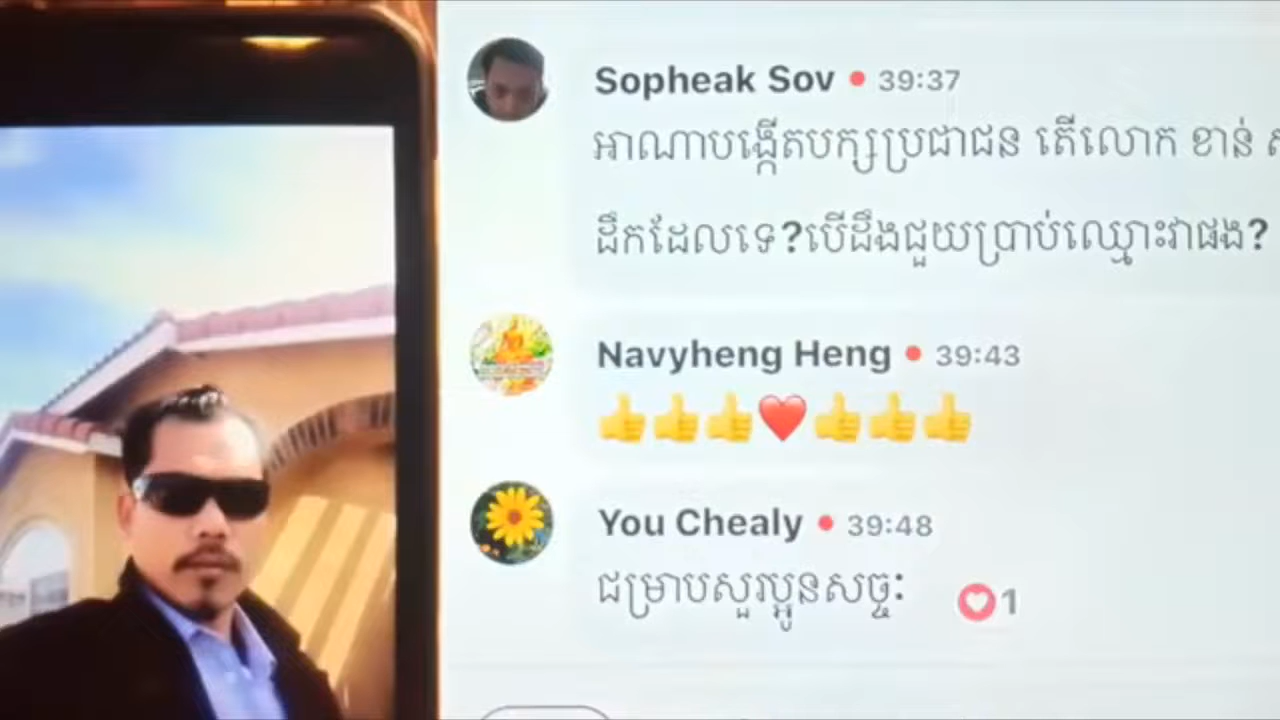 Sopheak Sov • 39:37
អាណាបង្កើតបក្សប្រជាជន តើលោក ខាន់
ដឹកដែលទេ?បើដឹងជួយប្រាប់ឈ្មោះវាផង?
Navyheng Heng • 39:43
👍👍👍❤️👍👍👍
You Chealy • 39:48
ជម្រាបសួរប្អូនសច្ចៈ
1